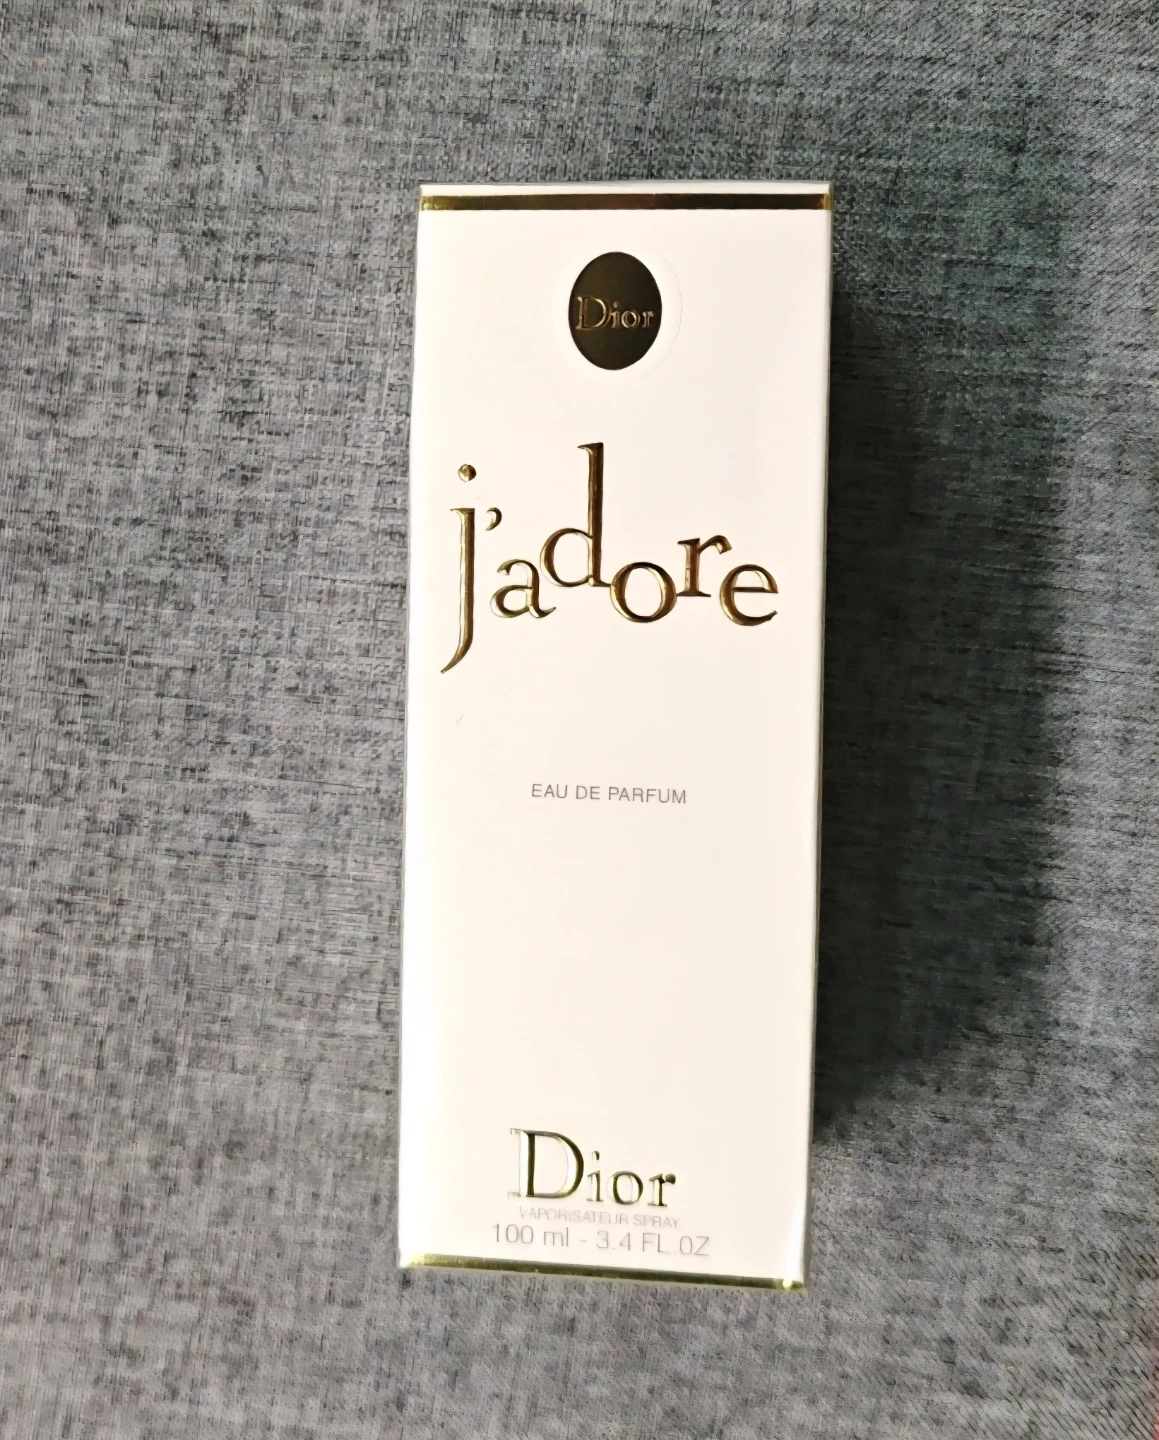 Dior
j'adore
EAU DE PARFUM
Dior
VAPORISATEUR SPRAY
100 ml - 3.4 FL.OZ